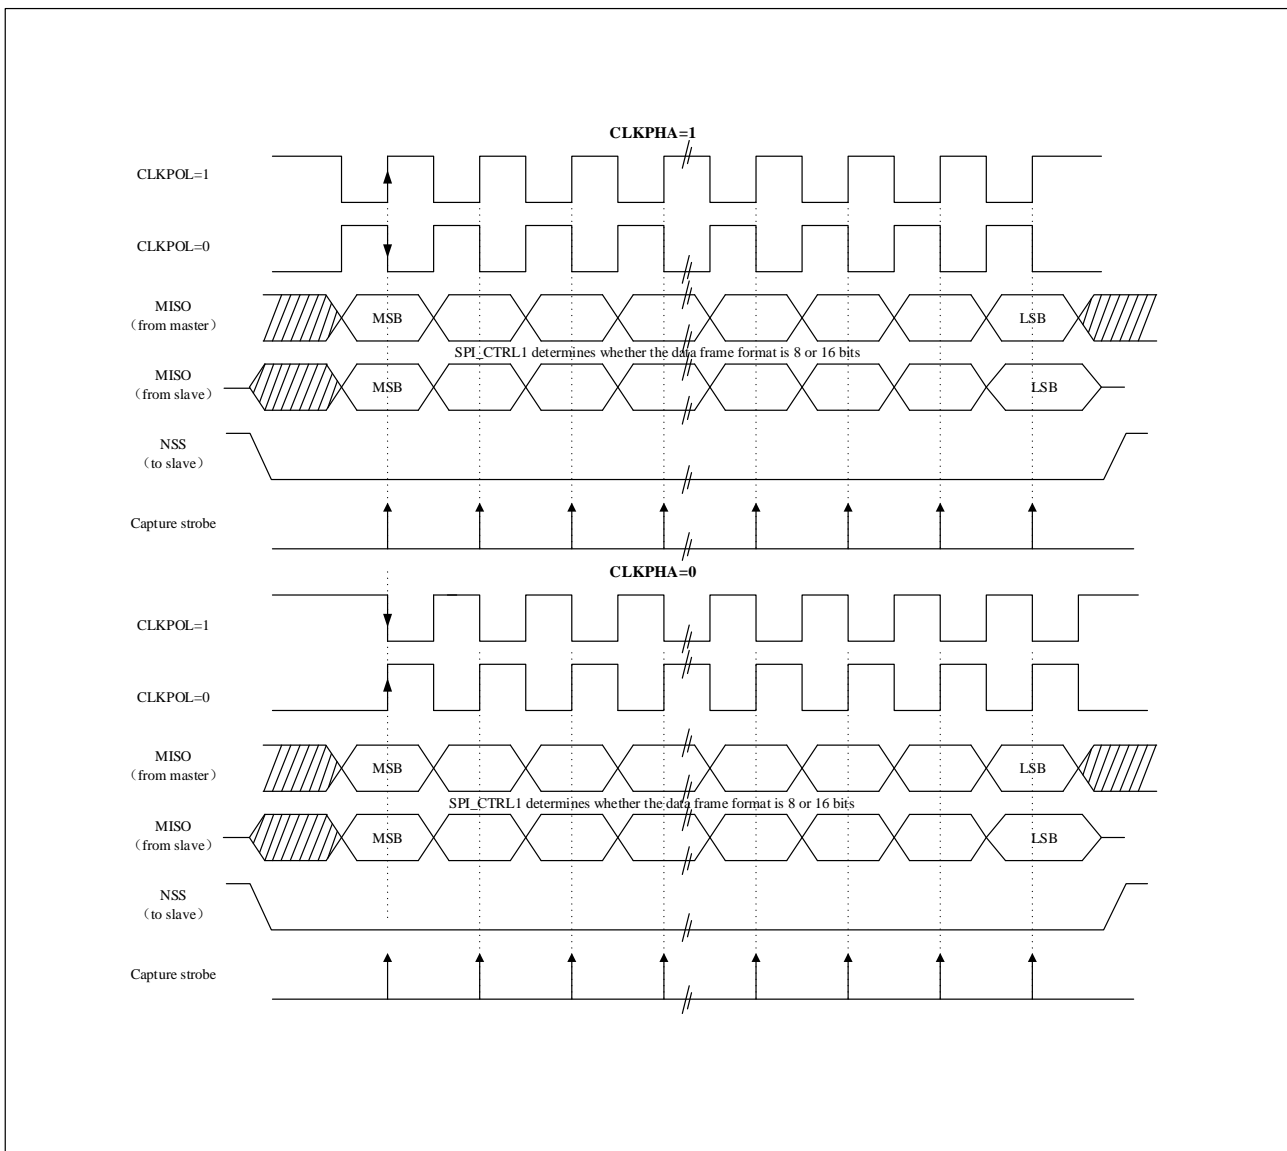 CLKPHA=1
CLKPOL=1
CLKPOL=0
MISO
（from master）
MSB
LSB
SPI_CTRL1 determines whether the data frame format is 8 or 16 bits
MISO
（from slave）
MSB
LSB
NSS
（to slave）
Capture strobe
CLKPHA=0
CLKPOL=1
CLKPOL=0
MISO
（from master）
MSB
LSB
SPI_CTRL1 determines whether the data frame format is 8 or 16 bits
MISO
（from slave）
MSB
LSB
NSS
（to slave）
Capture strobe